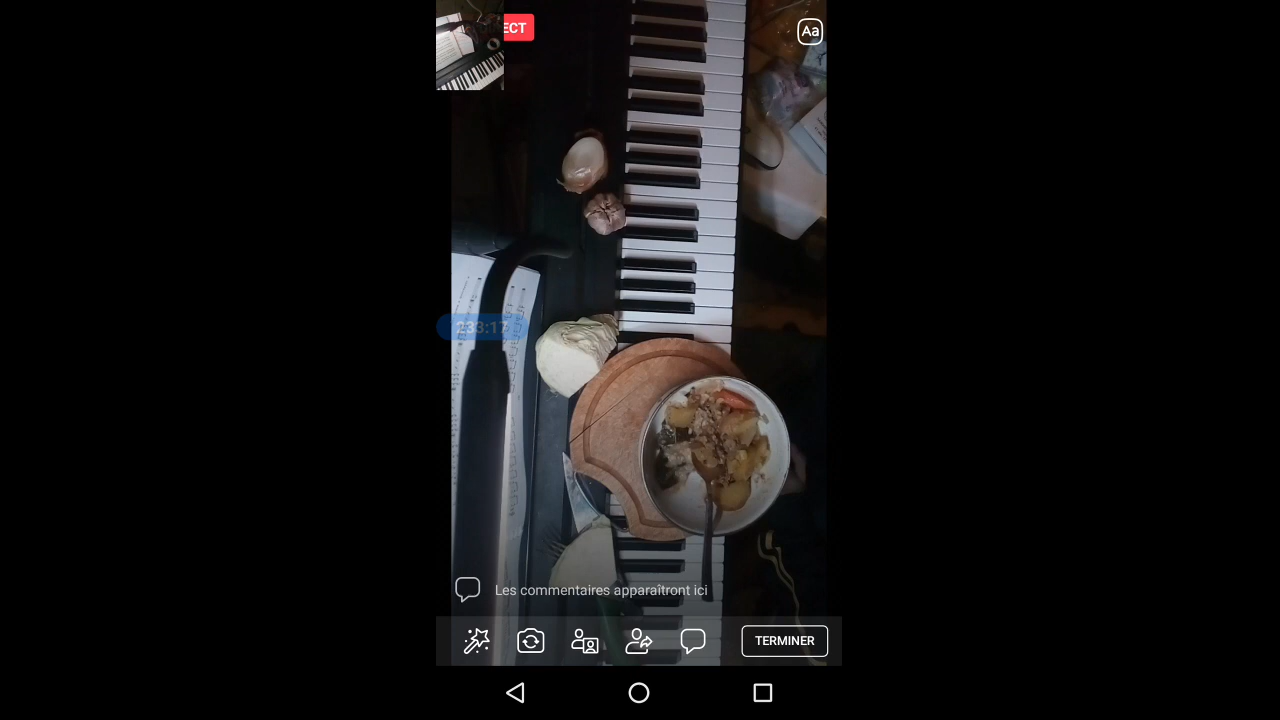 ECT
Aa
233:17
Les commentaires apparaîtront ici
TERMINER